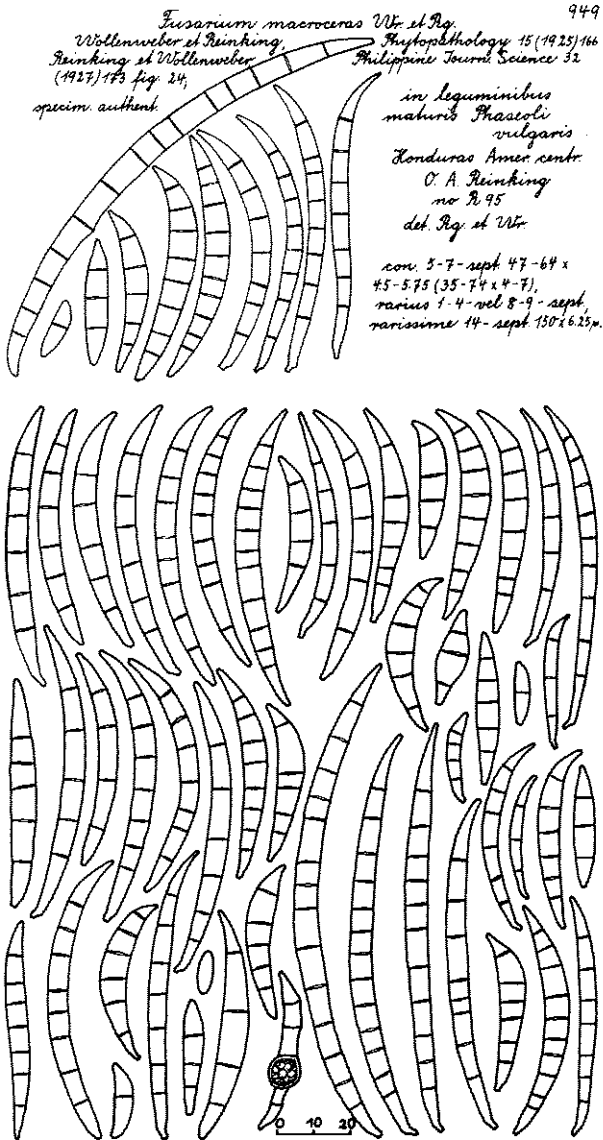 949
Fusarium macroceras Wr. et Rg.
Wollenweber et Reinking, Phytopathology 15 (1925) 166
Reinking et Wollenweber Philippine Journ. Science 32
(1927) 173 fig. 24,
specim. authent.
in leguminibus
maturis Phaseoli
vulgaris
Honduras Amer. centr.
O. A. Reinking
no R 95
det. Rg. et Wr.
con. 5-7-sept. 47-64 x
4.5-5.75 (35-74 x 4-7),
rarius 1-4- vel 8-9-sept,
rarissime 14-sept 150 x 6.25 µ.
0 10 20